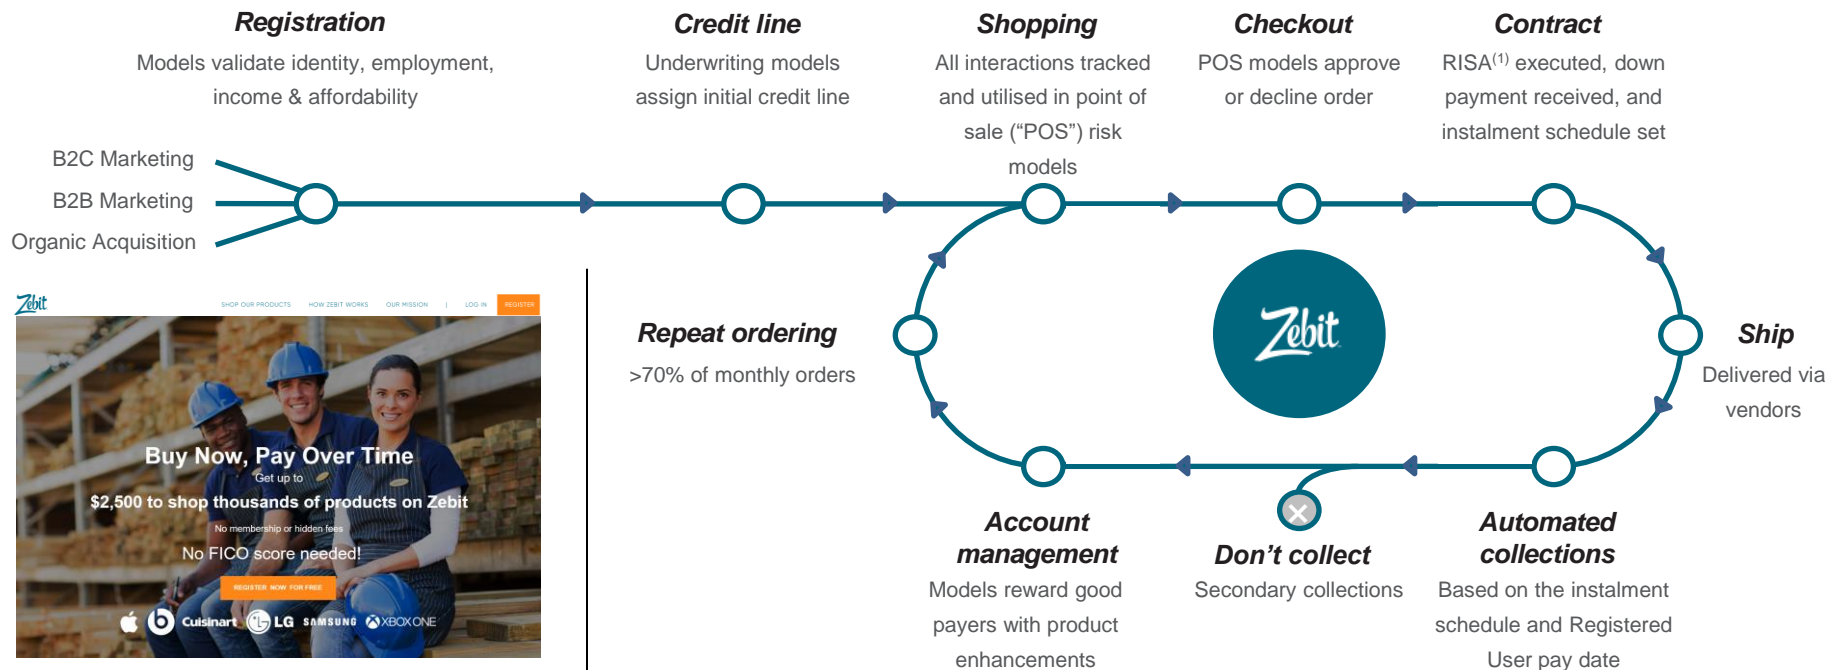 Registration
Models validate identity, employment,
income & affordability
Credit line
Underwriting models
assign initial credit line
Shopping
All interactions tracked
and utilised in point of
sale (“POS”) risk
models
Checkout
POS models approve
or decline order
Contract
RISA(1) executed, down
payment received, and
instalment schedule set
B2C Marketing
B2B Marketing
Organic Acquisition
Zebit
SHOP OUR PRODUCTS HOW ZEBIT WORKS OUR MISSION | LOG IN REGISTER
Buy Now, Pay Over Time
Get up to
$2,500 to shop thousands of products on Zebit
No membership or hidden fees
No FICO score needed!
REGISTER NOW FOR FREE
Cuisinart LG SAMSUNG XBOX ONE
Repeat ordering
>70% of monthly orders
Zebit
Ship
Delivered via
vendors
Account
management
Models reward good
payers with product
enhancements
Don’t collect
Secondary collections
Automated
collections
Based on the instalment
schedule and Registered
User pay date